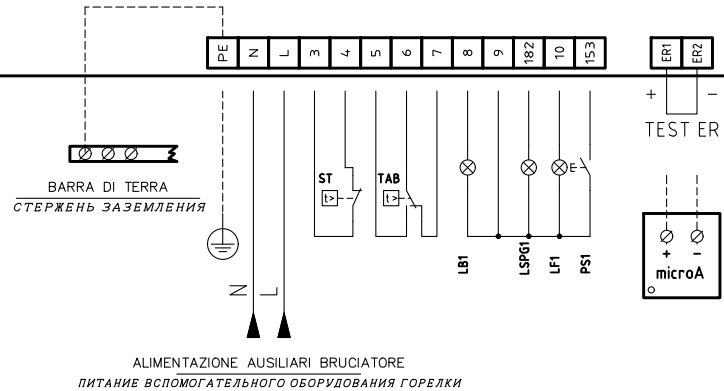 PE N L 3 4 5 6 7 8 9 182 10 153 ER1 ER2
+ −
TEST ER
BARRA DI TERRA
СТЕРЖЕНЬ ЗАЗЕМЛЕНИЯ
ST
t>
TAB
t>
E
LB1
LSPG1
LF1
PS1
+ −
microA
N L
ALIMENTAZIONE AUSILIARI BRUCIATORE
ПИТАНИЕ ВСПОМОГАТЕЛЬНОГО ОБОРУДОВАНИЯ ГОРЕЛКИ